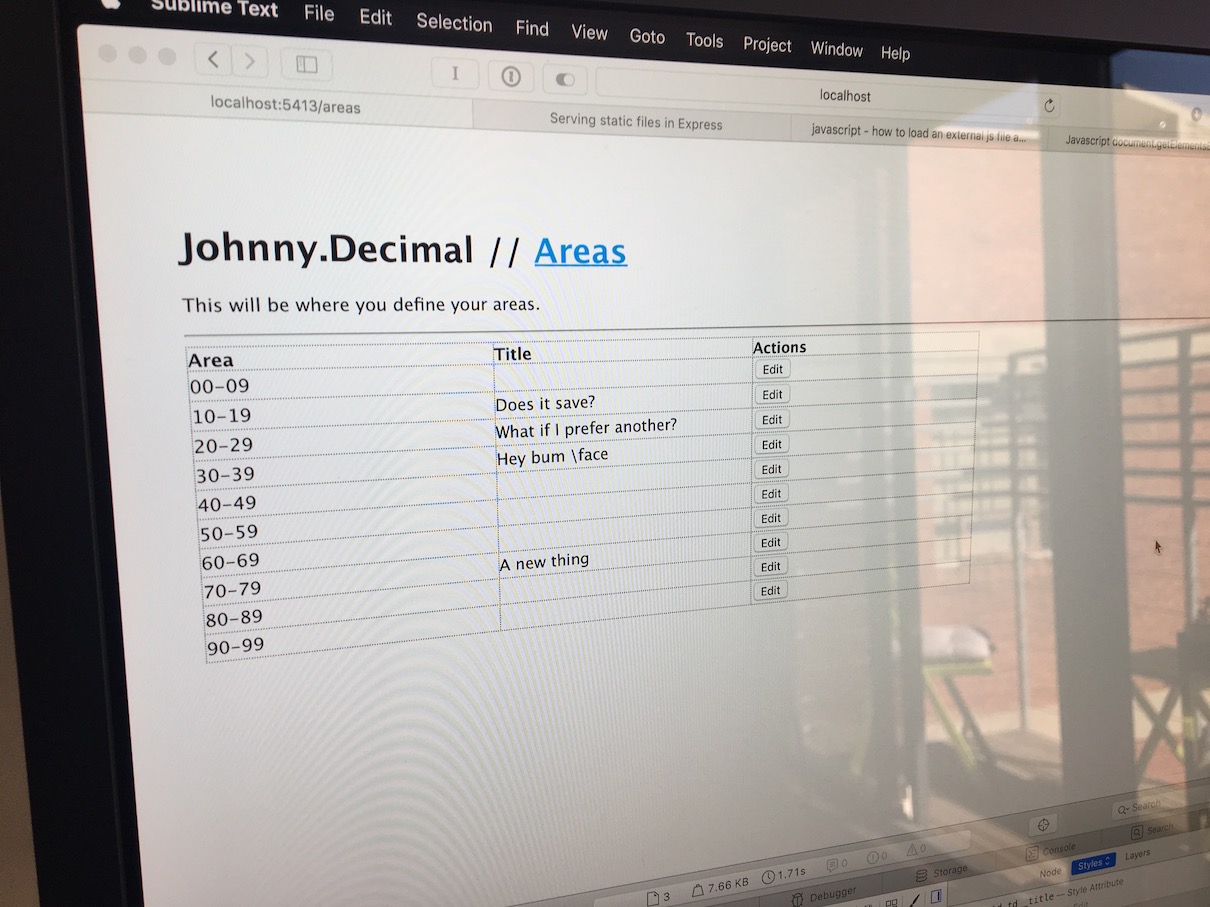 Sublime Text File Edit Selection Find View Goto Tools Project Window Help
localhost
localhost:5413/areas Serving static files in Express javascript - how to load an external js file a... Javascript document.getElements
Johnny.Decimal // Areas
This will be where you define your areas.
Area Title Actions
00-09 Edit
10-19 Does it save? Edit
20-29 What if I prefer another? Edit
30-39 Hey bum \face Edit
40-49 Edit
50-59 Edit
60-69 Edit
70-79 A new thing Edit
80-89 Edit
90-99 Edit
Search
3 7.66 KB 1.71s 0 0 0
Debugger Storage Console Search
Node Styles Layers
td _title — Style Attribute